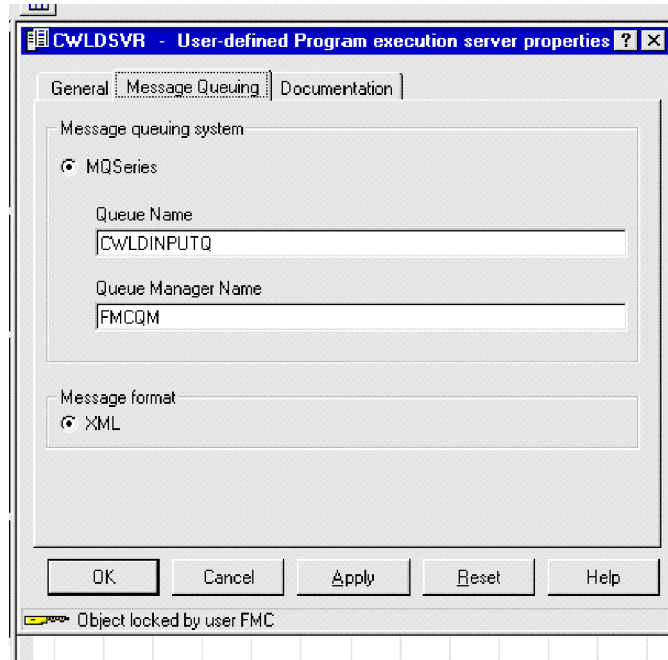 CWLDSVR - User-defined Program execution server properties ? X
General Message Queuing Documentation
Message queuing system
MQSeries
Queue Name
CWLDINPUTQ
Queue Manager Name
FMCQM
Message format
XML
OK Cancel Apply Reset Help
Object locked by user FMC